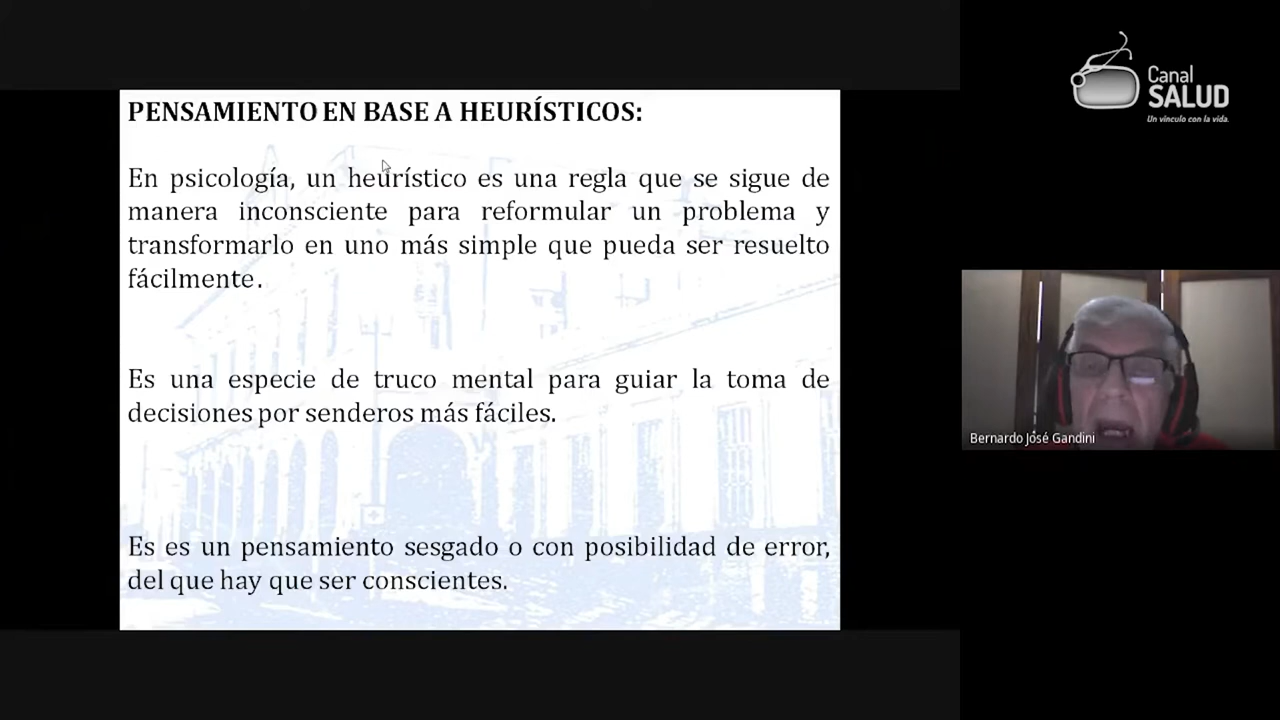 PENSAMIENTO EN BASE A HEURÍSTICOS:
En psicología, un heurístico es una regla que se sigue de
manera inconsciente para reformular un problema y
transformarlo en uno más simple que pueda ser resuelto
fácilmente.
Es una especie de truco mental para guiar la toma de
decisiones por senderos más fáciles.
Es es un pensamiento sesgado o con posibilidad de error,
del que hay que ser conscientes.
Canal
SALUD
Un vínculo con la vida.
Bernardo José Gandini